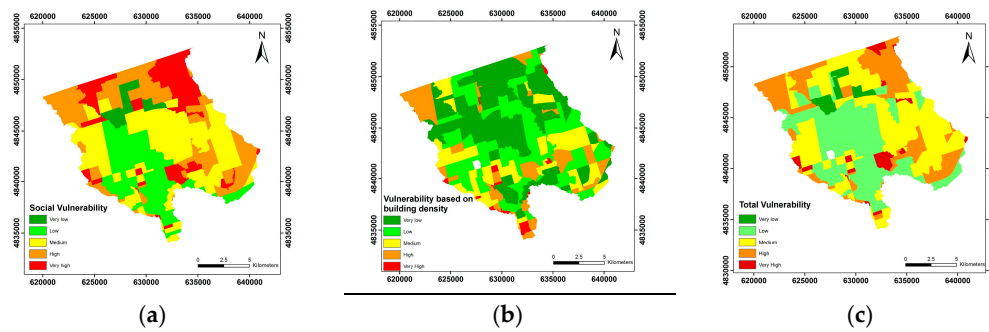 620000 625000 630000 635000 640000
4855000
4850000
4845000
4840000
4835000
N
Social Vulnerability
Very low
Low
Medium
High
Very high
0 2.5 5
Kilometers
620000 625000 630000 635000 640000
(a)
620000 625000 630000 635000 640000
4855000
4850000
4845000
4840000
4835000
N
Vulnerability based on
building density
Very low
Low
Medium
High
Very High
0 2.5 5
Kilometers
620000 625000 630000 635000 640000
(b)
620000 625000 630000 635000 640000
4855000
4850000
4845000
4840000
4835000
4830000
N
Total Vulnerability
Very low
Low
Medium
High
Very High
0 2.5 5
Kilometers
620000 625000 630000 635000 640000
(c)